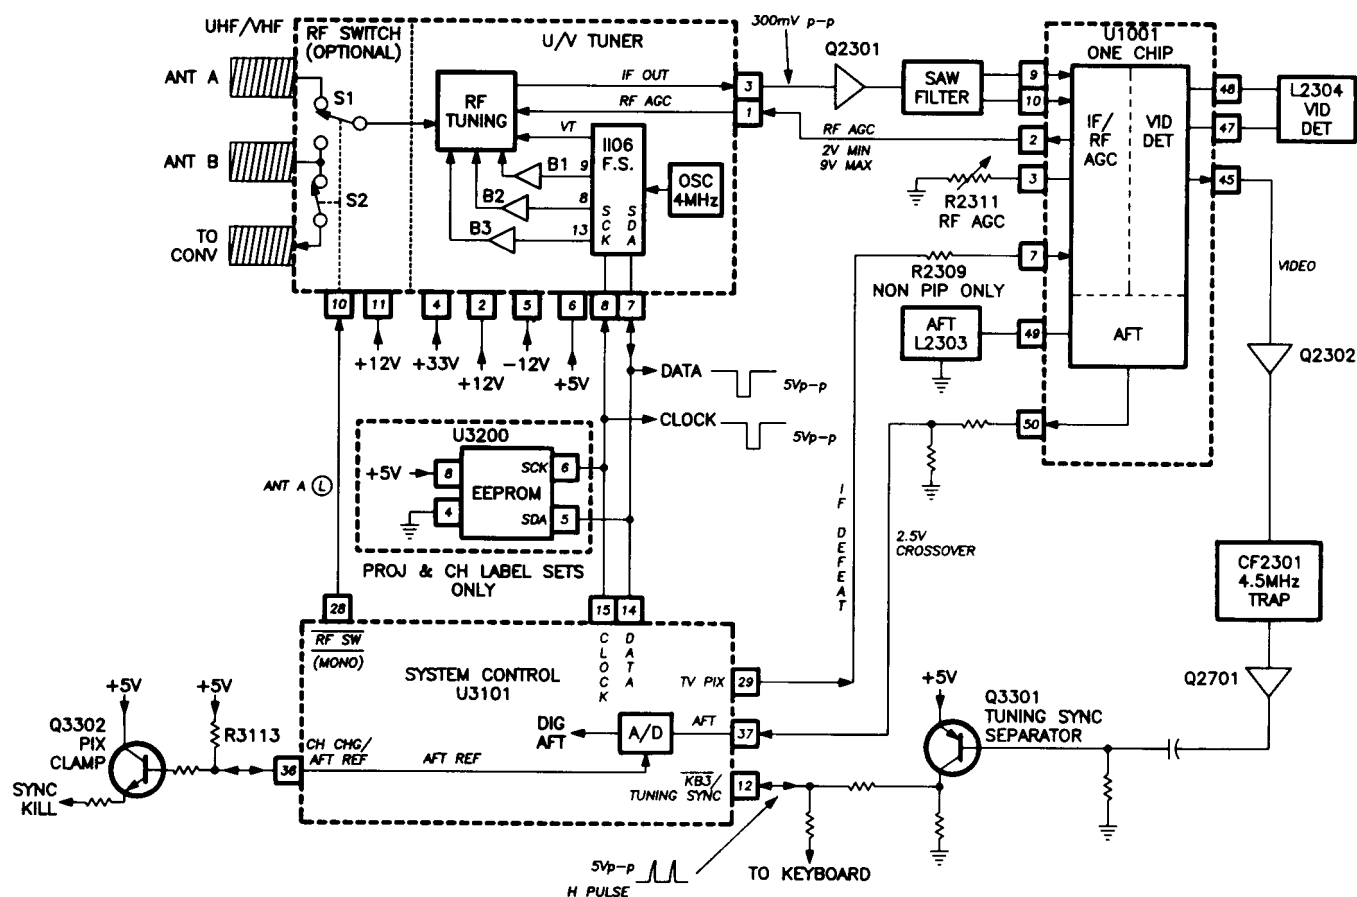 UHF/VHF
RF SWITCH
(OPTIONAL)
U/V TUNER
300mV p-p
Q2301
U1001
ONE CHIP
ANT A
S1
RF
TUNING
IF OUT
RF AGC
VT
3
1
SAW
FILTER
9
10
IF/
RF
AGC
VID
DET
48
47
L2304
VID
DET
ANT B
S2
TO
CONV
B1
B2
B3
9
8
13
1106
F.S.
SCK
SDA
OSC
4MHz
RF AGC
2V MIN
9V MAX
2
3
R2311
RF AGC
45
VIDEO
R2309
NON PIP ONLY
7
AFT
L2303
49
AFT
50
Q2302
10
11
4
2
5
6
8
7
+12V
+33V
+12V
-12V
+5V
DATA
5Vp-p
CLOCK
5Vp-p
ANT A L
U3200
+5V
8
4
EEPROM
SCK
SDA
6
5
PROJ & CH LABEL SETS
ONLY
IF DEFEAT
2.5V
CROSSOVER
CF2301
4.5MHz
TRAP
Q2701
28
RF SW
(MONO)
15
14
CLOCK
DATA
SYSTEM CONTROL
U3101
TV PIX
29
DIG
AFT
A/D
AFT
37
+5V
+5V
Q3302
PIX
CLAMP
R3113
SYNC
KILL
36
CH CHG/
AFT REF
AFT REF
KB3/
TUNING SYNC
12
+5V
Q3301
TUNING SYNC
SEPARATOR
5Vp-p
H PULSE
TO KEYBOARD